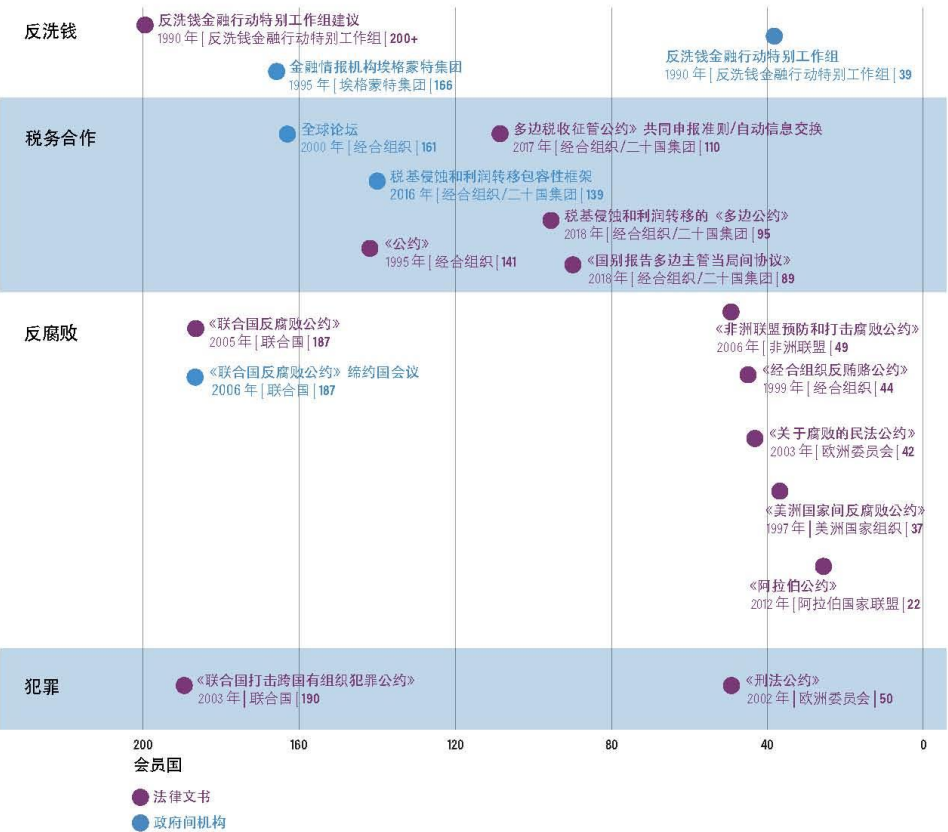 反洗钱
反洗钱金融行动特别工作组建议
1990 年 | 反洗钱金融行动特别工作组 | 200+
金融情报机构埃格蒙特集团
1995 年 | 埃格蒙特集团 | 166
反洗钱金融行动特别工作组
1990 年 | 反洗钱金融行动特别工作组 | 39
税务合作
全球论坛
2000 年 | 经合组织 | 161
多边税收征管公约》 共同申报准则/自动信息交换
2017 年 | 经合组织/二十国集团 | 110
税基侵蚀和利润转移包容性框架
2016 年 | 经合组织/二十国集团 | 139
税基侵蚀和利润转移的 《多边公约》
2018 年 | 经合组织/二十国集团 | 95
《公约》
1995 年 | 经合组织 | 141
《国别报告多边主管当局间协议》
2018 年 | 经合组织/二十国集团 | 89
反腐败
《联合国反腐败公约》
2005 年 | 联合国 | 187
《联合国反腐败公约》 缔约国会议
2006 年 | 联合国 | 187
《非洲联盟预防和打击腐败公约》
2006 年 | 非洲联盟 | 49
《经合组织反贿赂公约》
1999 年 | 经合组织 | 44
《关于腐败的民法公约》
2003 年 | 欧洲委员会 | 42
《美洲国家间反腐败公约》
1997 年 | 美洲国家组织 | 37
《阿拉伯公约》
2012 年 | 阿拉伯国家联盟 | 22
犯罪
《联合国打击跨国有组织犯罪公约》
2003 年 | 联合国 | 190
《刑法公约》
2002 年 | 欧洲委员会 | 50
200 160 120 80 40 0
会员国
法律文书
政府间机构